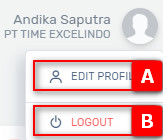 Andika Saputra
PT TIME EXCELINDO
EDIT PROFIL A
LOGOUT B